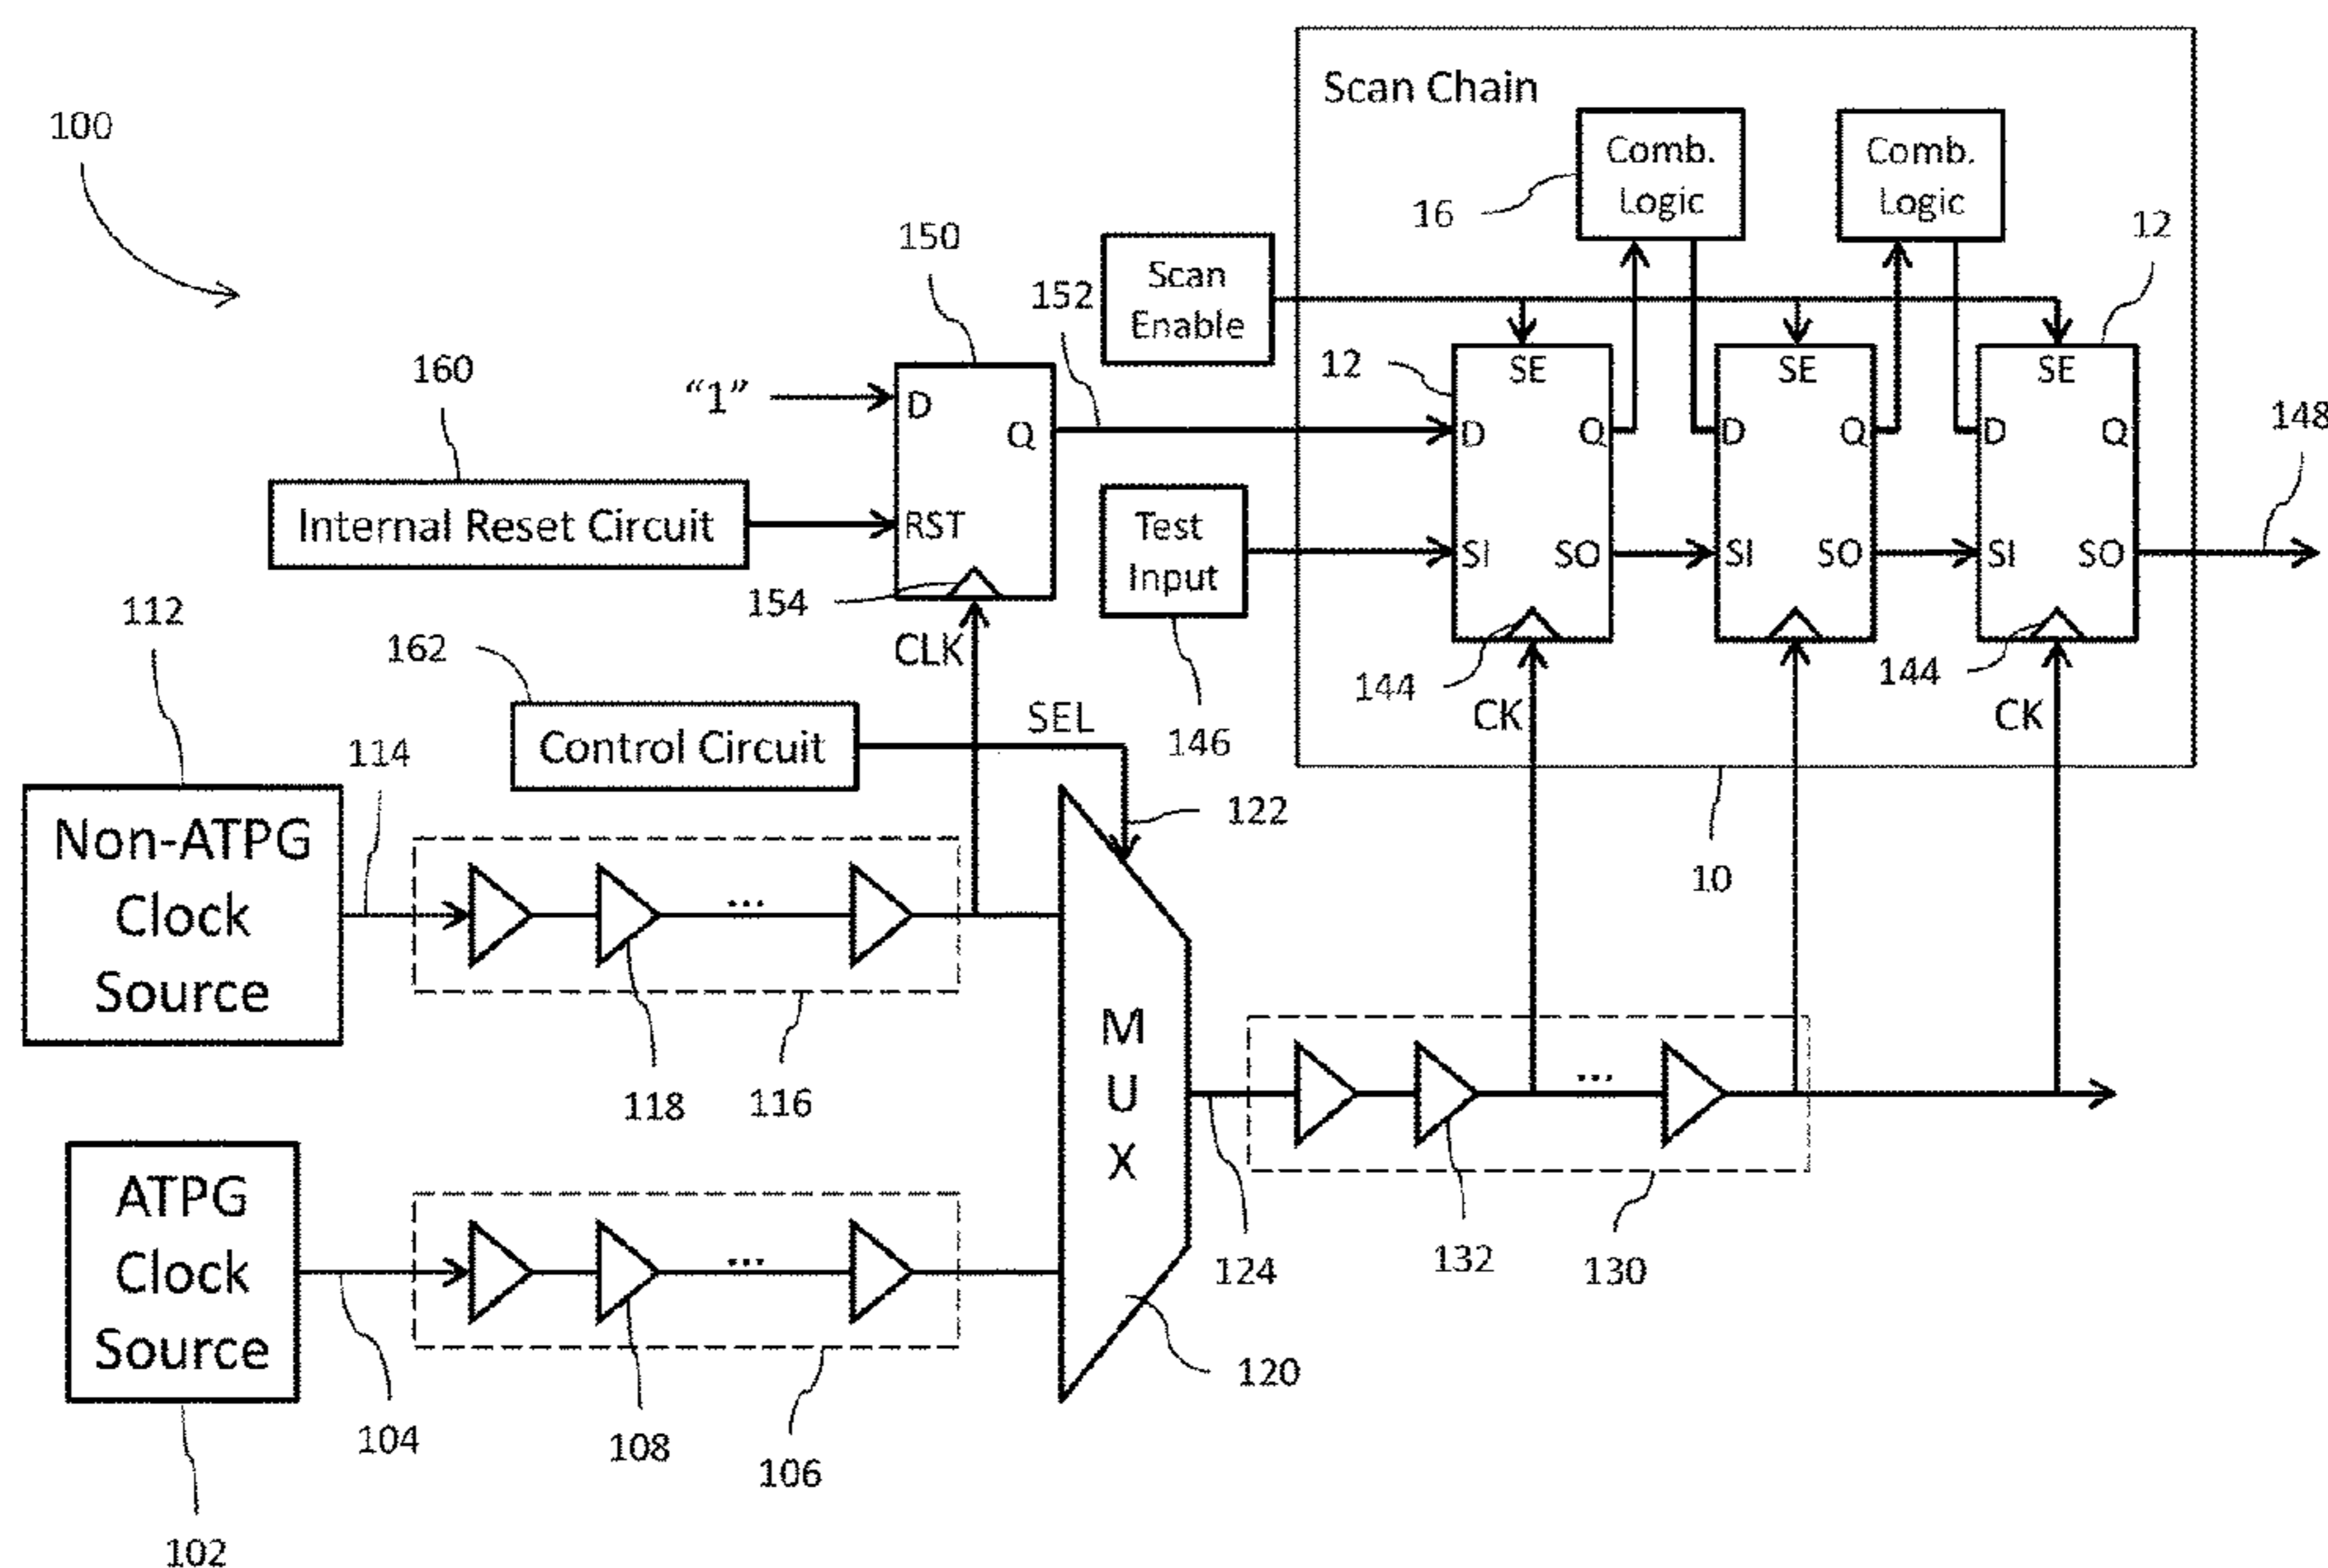 Scan Chain
100
Comb.
Logic
Comb.
Logic
16
12
150
Scan
Enable
152
160
"1"
D
Q
RST
12
SE
SE
SE
D
Q
D
Q
D
Q
148
Internal Reset Circuit
Test
Input
SI
SO
SI
SO
SI
SO
154
112
162
CLK
144
144
CK
CK
146
SEL
Control Circuit
114
122
10
Non-ATPG
Clock
Source
M
U
X
118
116
ATPG
Clock
Source
124
132
130
120
104
108
106
102